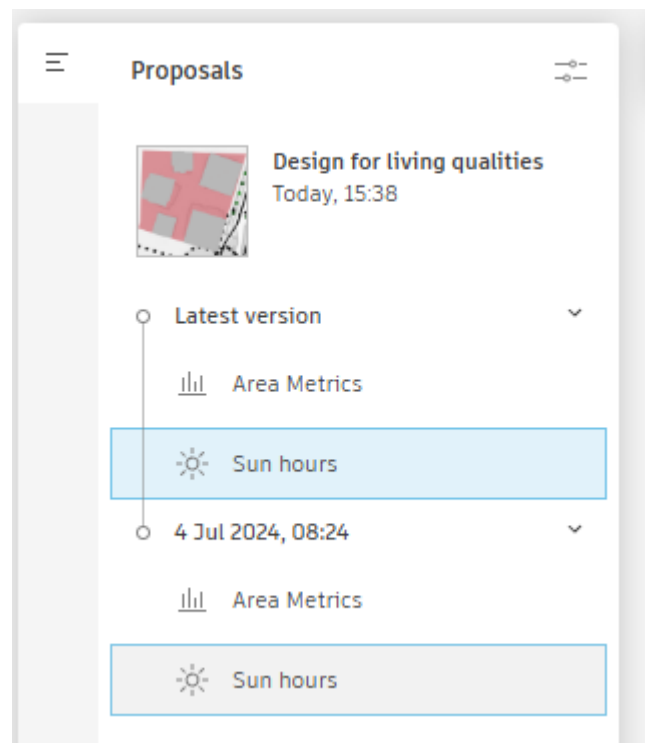 Proposals
Design for living qualities
Today, 15:38
Latest version
Area Metrics
Sun hours
4 Jul 2024, 08:24
Area Metrics
Sun hours